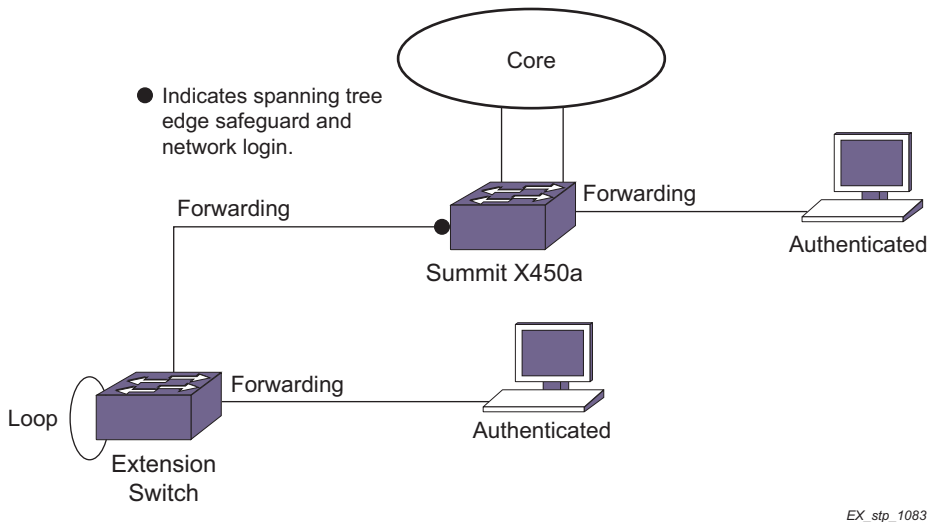 Core
● Indicates spanning tree
edge safeguard and
network login.
Forwarding
Forwarding
Authenticated
Summit X450a
Forwarding
Loop
Authenticated
Extension
Switch
EX_stp_1083